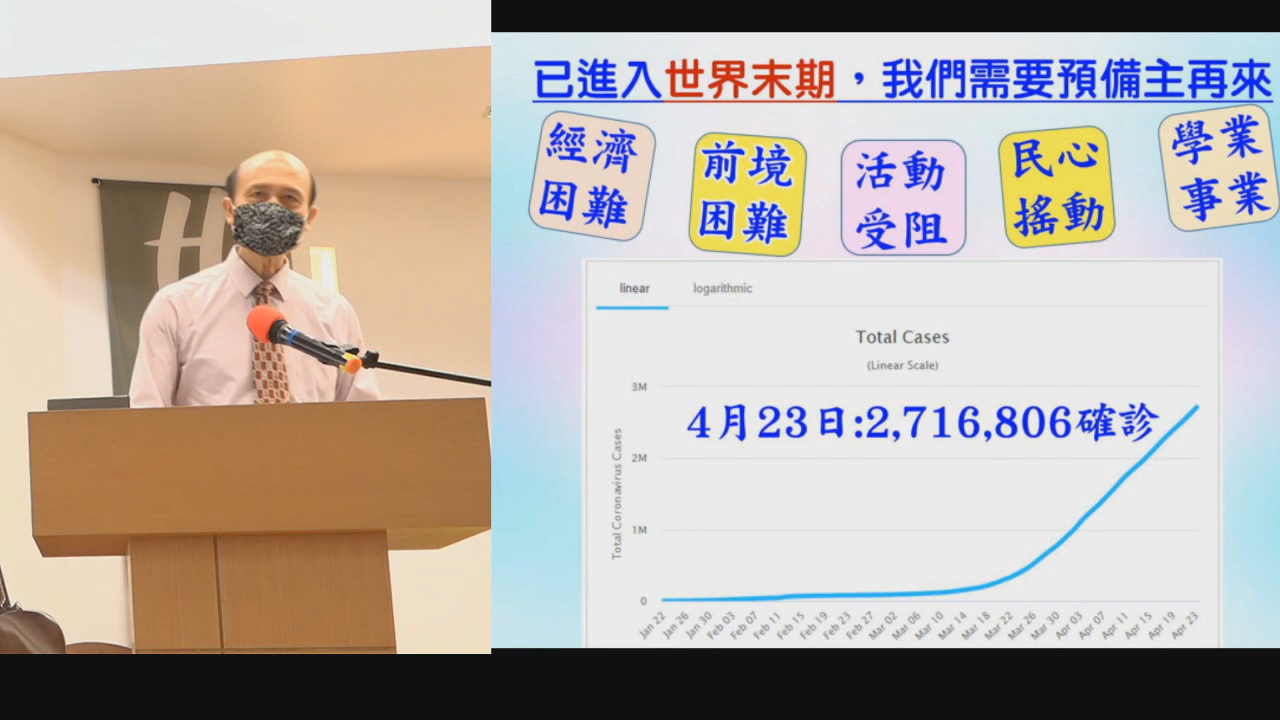 已進入世界末期，我們需要預備主再來
經濟
困難
前境
困難
活動
受阻
民心
搖動
學業
事業
linear
logarithmic
Total Cases
(Linear Scale)
4月23日:2,716,806確診
Total Coronavirus Cases
3M
2M
1M
0
Jan 22
Jan 26
Jan 30
Feb 03
Feb 07
Feb 11
Feb 15
Feb 19
Feb 23
Feb 27
Mar 02
Mar 06
Mar 10
Mar 14
Mar 18
Mar 22
Mar 26
Mar 30
Apr 03
Apr 07
Apr 11
Apr 15
Apr 19
Apr 23